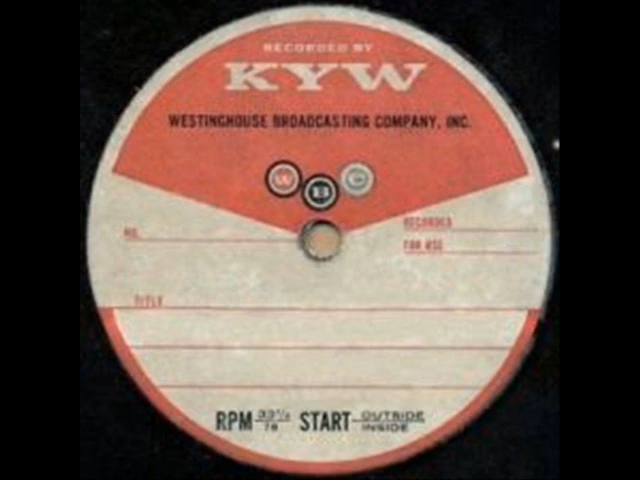 RECORDED BY
KYW
WESTINGHOUSE BROADCASTING COMPANY, INC.
W B C
NO.
RECORDED
FOR USE
TITLE
RPM 33⅓ 78 START OUTSIDE INSIDE